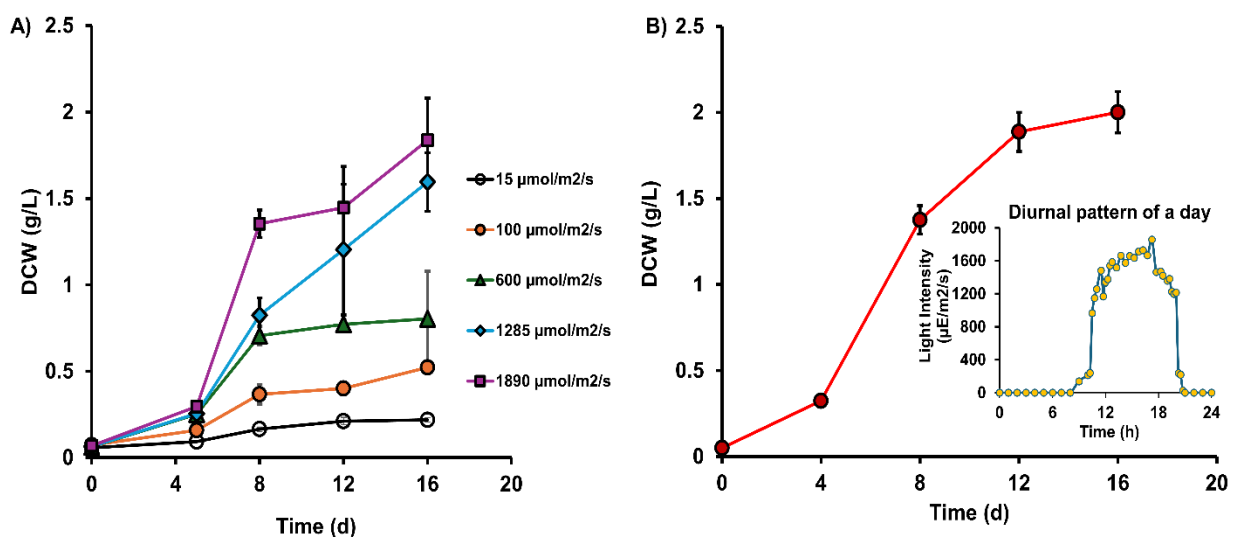 A)
2.5
2
1.5
1
0.5
0
DCW (g/L)
0 4 8 12 16 20
Time (d)
15 µmol/m2/s
100 µmol/m2/s
600 µmol/m2/s
1285 µmol/m2/s
1890 µmol/m2/s
B)
2.5
2
1.5
1
0.5
0
DCW (g/L)
0 4 8 12 16 20
Time (d)
Diurnal pattern of a day
2000
1600
1200
800
400
0
Light Intensity
(µE/m2/s)
0 6 12 18 24
Time (h)